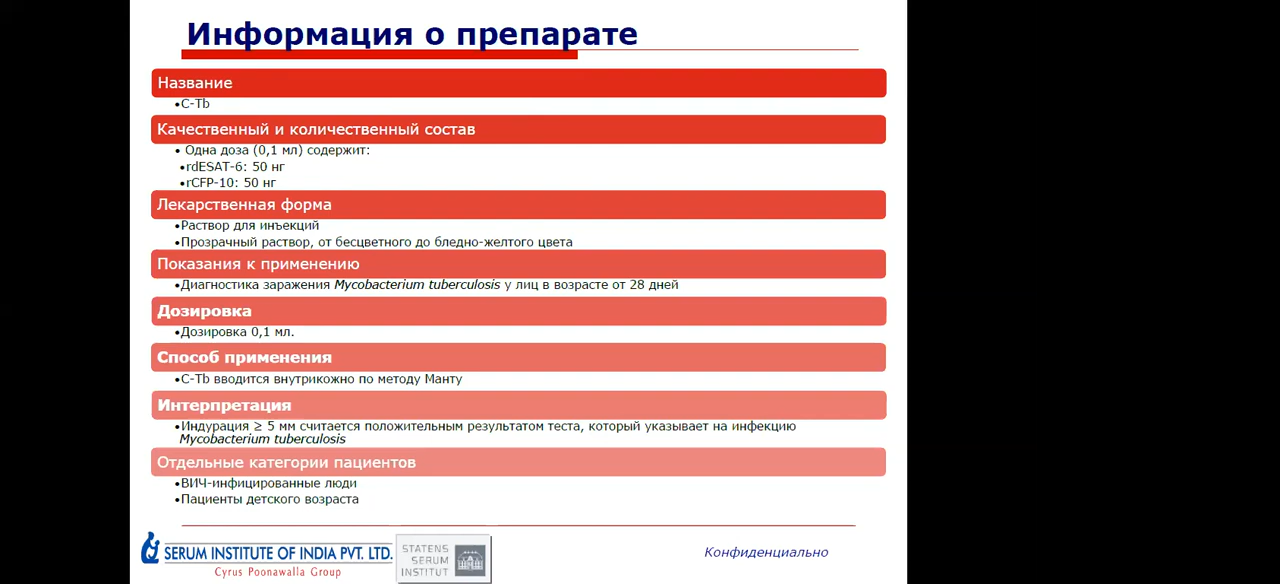 Информация о препарате
Название
•C-Tb
Качественный и количественный состав
• Одна доза (0,1 мл) содержит:
•rdESAT-6: 50 нг
•rCFP-10: 50 нг
Лекарственная форма
•Раствор для инъекций
•Прозрачный раствор, от бесцветного до бледно-желтого цвета
Показания к применению
•Диагностика заражения Mycobacterium tuberculosis у лиц в возрасте от 28 дней
Дозировка
•Дозировка 0,1 мл.
Способ применения
•C-Tb вводится внутрикожно по методу Манту
Интерпретация
•Индурация ≥ 5 мм считается положительным результатом теста, который указывает на инфекцию
Mycobacterium tuberculosis
Отдельные категории пациентов
•ВИЧ-инфицированные люди
•Пациенты детского возраста
SERUM INSTITUTE OF INDIA PVT. LTD.
Cyrus Poonawalla Group
STATENS
SERUM
INSTITUT
Конфиденциально